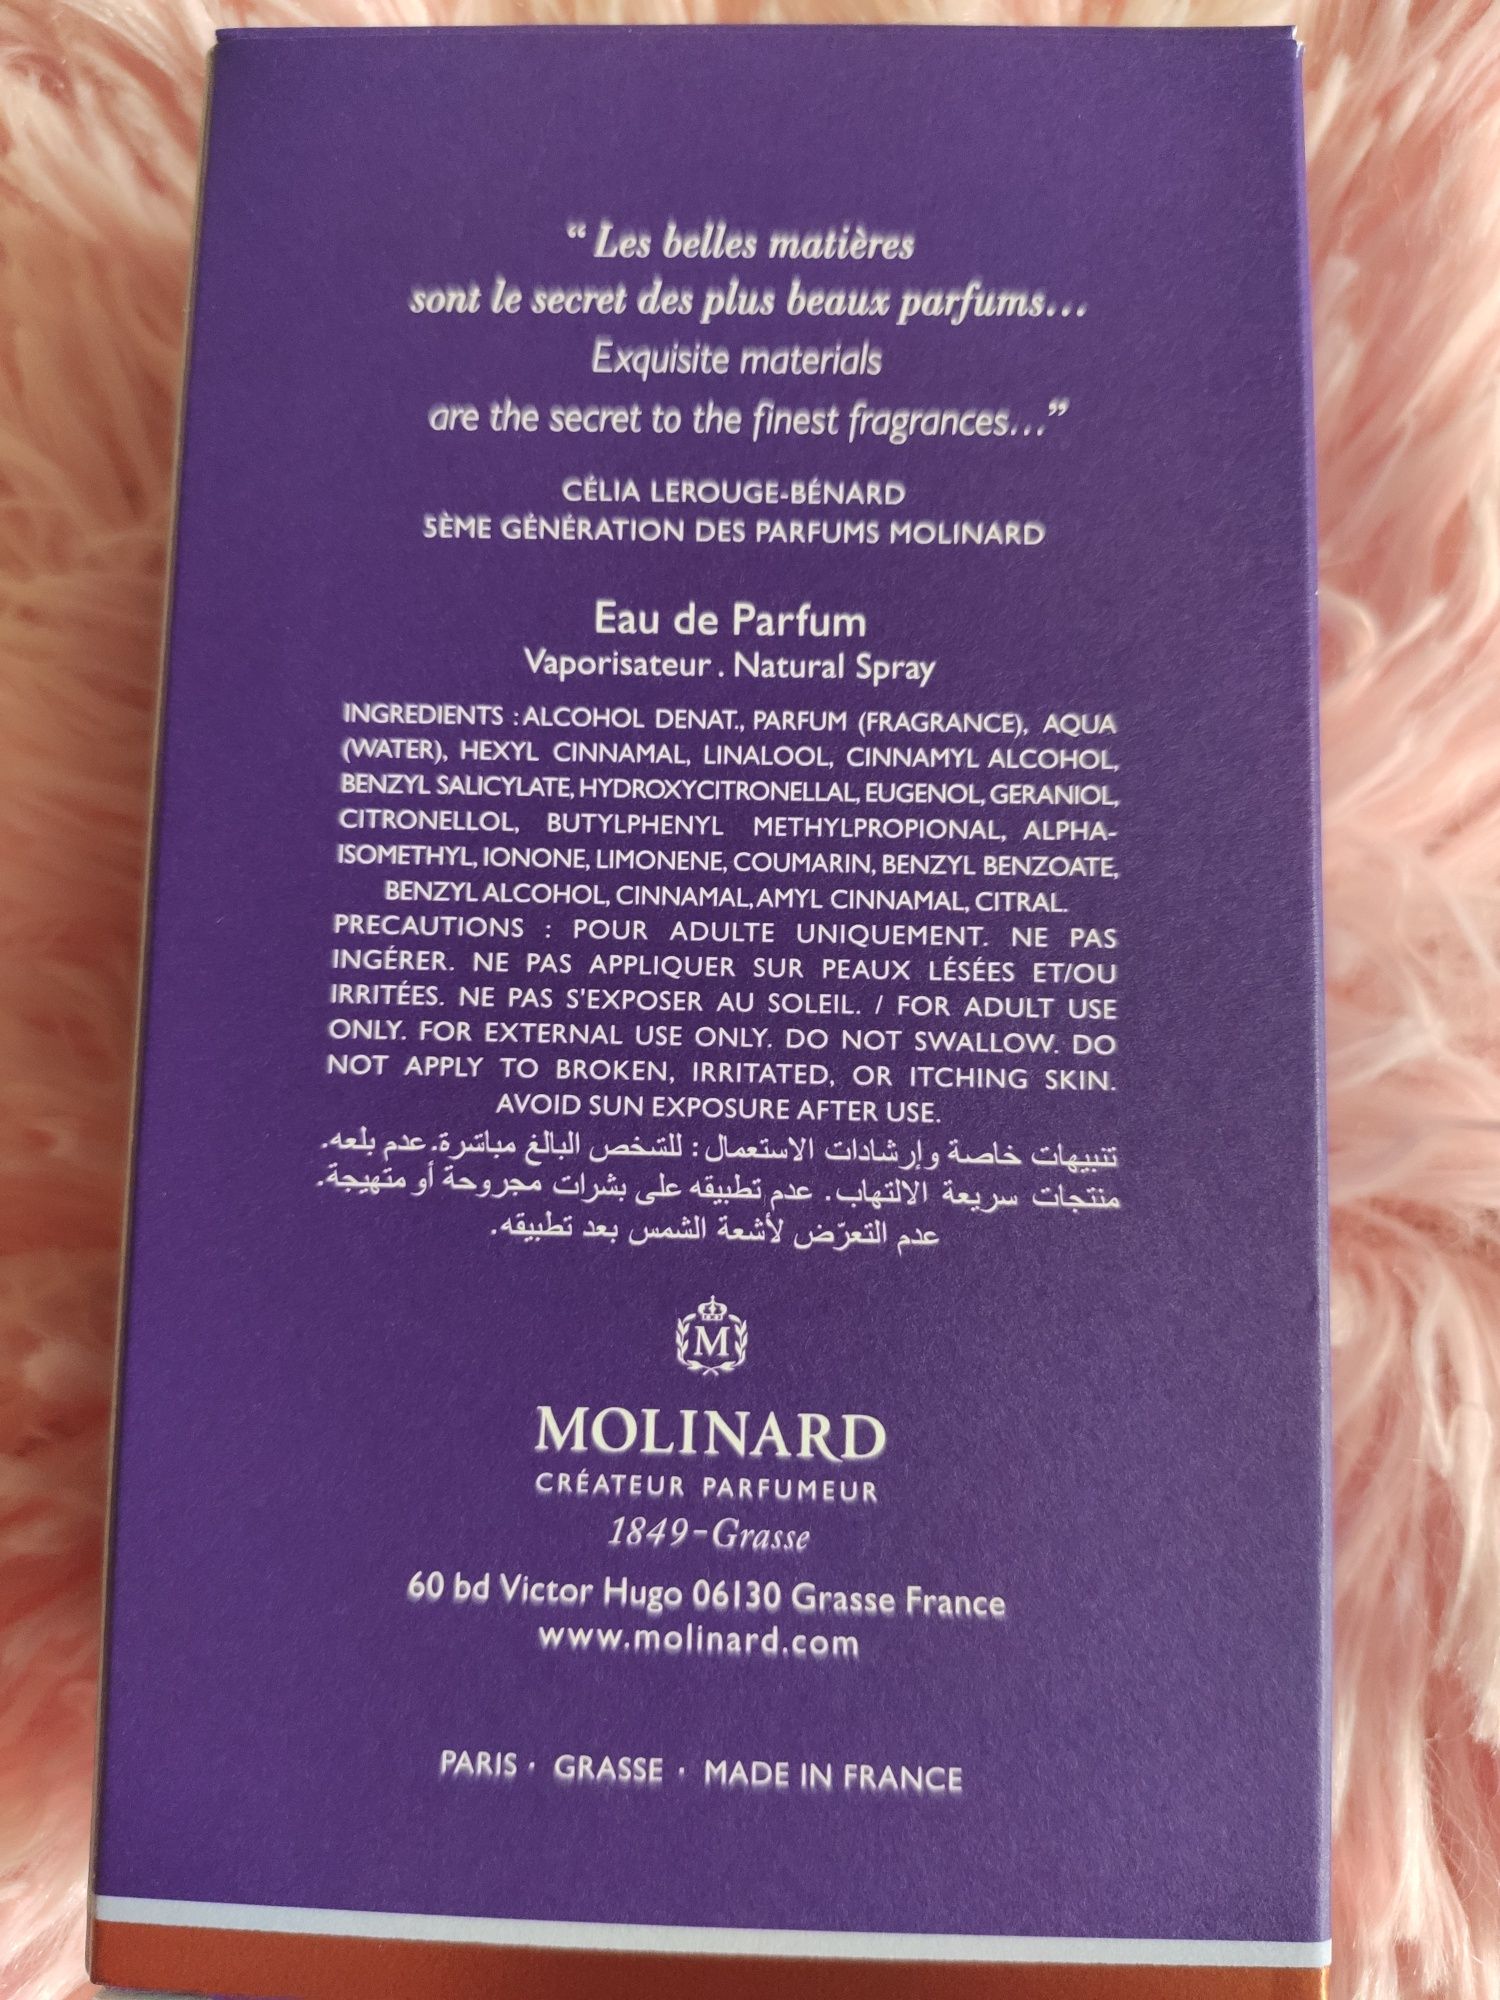 “ Les belles matières
sont le secret des plus beaux parfums...
Exquisite materials
are the secret to the finest fragrances...”
CÉLIA LEROUGE-BÉNARD
5ÈME GÉNÉRATION DES PARFUMS MOLINARD
Eau de Parfum
Vaporisateur . Natural Spray
INGREDIENTS : ALCOHOL DENAT., PARFUM (FRAGRANCE), AQUA
(WATER), HEXYL CINNAMAL, LINALOOL, CINNAMYL ALCOHOL,
BENZYL SALICYLATE, HYDROXYCITRONELLAL, EUGENOL, GERANIOL,
CITRONELLOL, BUTYLPHENYL METHYLPROPIONAL, ALPHA-
ISOMETHYL, IONONE, LIMONENE, COUMARIN, BENZYL BENZOATE,
BENZYL ALCOHOL, CINNAMAL, AMYL CINNAMAL, CITRAL.
PRECAUTIONS : POUR ADULTE UNIQUEMENT. NE PAS
INGÉRER. NE PAS APPLIQUER SUR PEAUX LÉSÉES ET/OU
IRRITÉES. NE PAS S'EXPOSER AU SOLEIL. / FOR ADULT USE
ONLY. FOR EXTERNAL USE ONLY. DO NOT SWALLOW. DO
NOT APPLY TO BROKEN, IRRITATED, OR ITCHING SKIN.
AVOID SUN EXPOSURE AFTER USE.
تنبيهات خاصة وإرشادات الاستعمال : للشخص البالغ مباشرة. عدم بلعه.
منتجات سريعة الالتهاب. عدم تطبيقه على بشرات مجروحة أو متهيجة.
عدم التعرّض لأشعة الشمس بعد تطبيقه.
M
MOLINARD
CRÉATEUR PARFUMEUR
1849-Grasse
60 bd Victor Hugo 06130 Grasse France
www.molinard.com
PARIS · GRASSE · MADE IN FRANCE